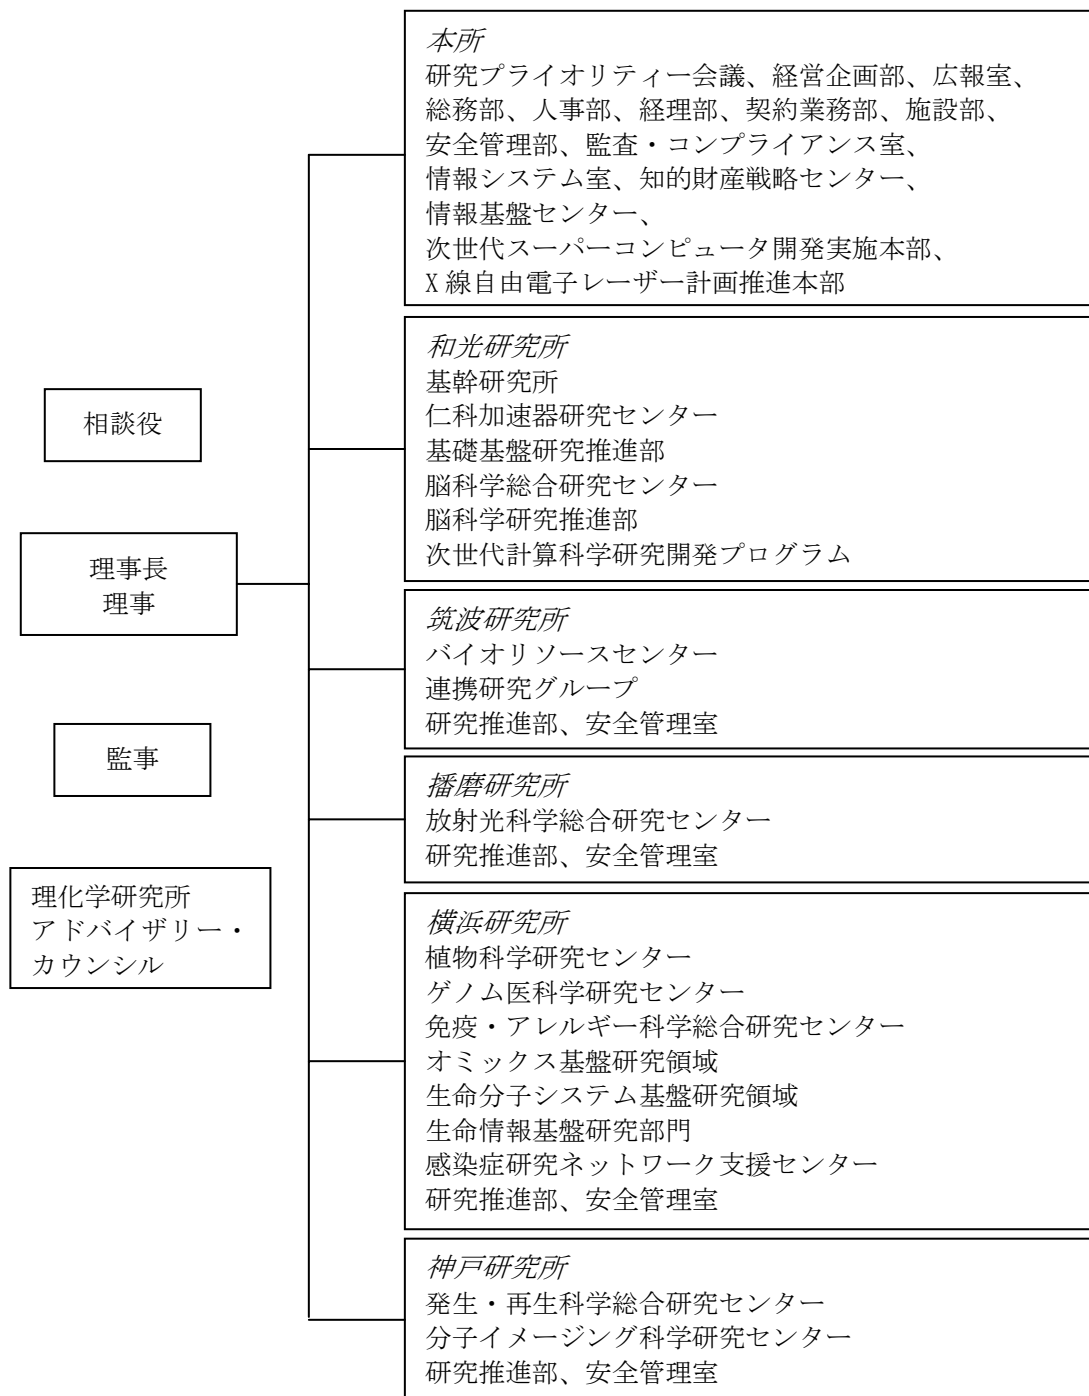 相談役
理事長
理事
監事
理化学研究所
アドバイザリー・
カウンシル
本所
研究プライオリティー会議、経営企画部、広報室、
総務部、人事部、経理部、契約業務部、施設部、
安全管理部、監査・コンプライアンス室、
情報システム室、知的財産戦略センター、
情報基盤センター、
次世代スーパーコンピュータ開発実施本部、
X 線自由電子レーザー計画推進本部
和光研究所
基幹研究所
仁科加速器研究センター
基礎基盤研究推進部
脳科学総合研究センター
脳科学研究推進部
次世代計算科学研究開発プログラム
筑波研究所
バイオリソースセンター
連携研究グループ
研究推進部、安全管理室
播磨研究所
放射光科学総合研究センター
研究推進部、安全管理室
横浜研究所
植物科学研究センター
ゲノム医科学研究センター
免疫・アレルギー科学総合研究センター
オミックス基盤研究領域
生命分子システム基盤研究領域
生命情報基盤研究部門
感染症研究ネットワーク支援センター
研究推進部、安全管理室
神戸研究所
発生・再生科学総合研究センター
分子イメージング科学研究センター
研究推進部、安全管理室